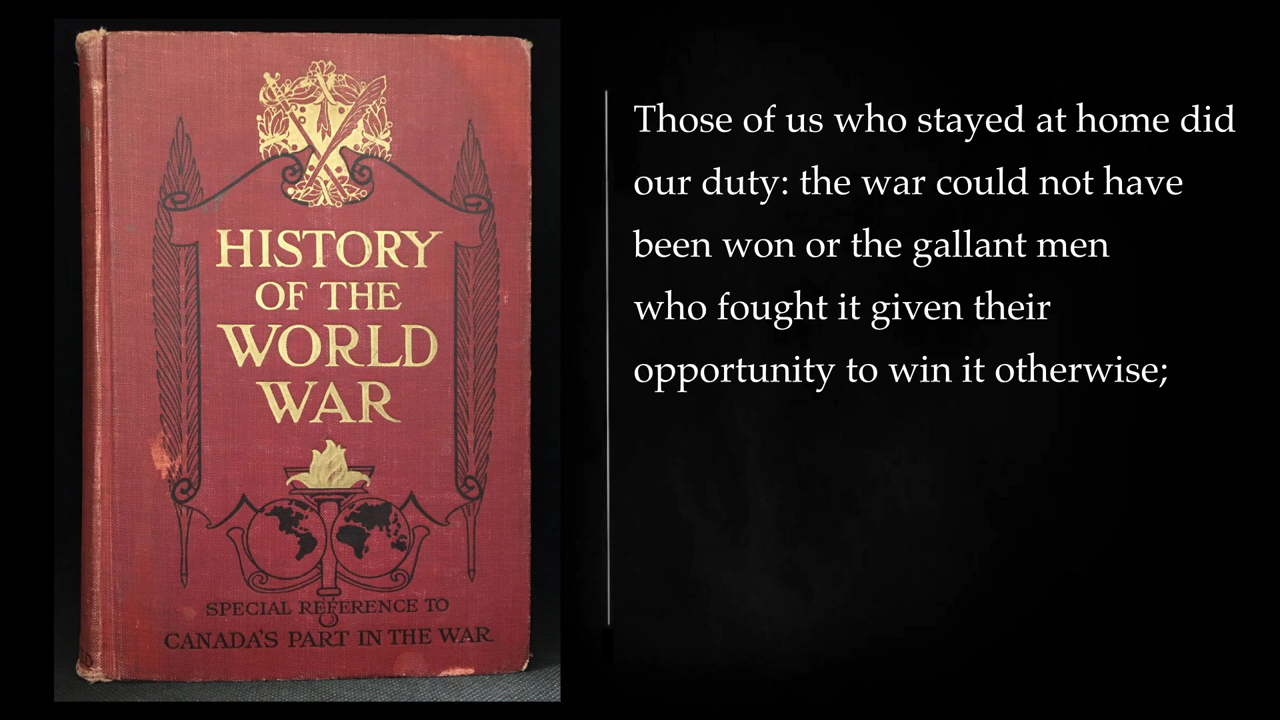 HISTORY
OF THE
WORLD
WAR
SPECIAL REFERENCE TO
CANADA'S PART IN THE WAR
Those of us who stayed at home did
our duty: the war could not have
been won or the gallant men
who fought it given their
opportunity to win it otherwise;